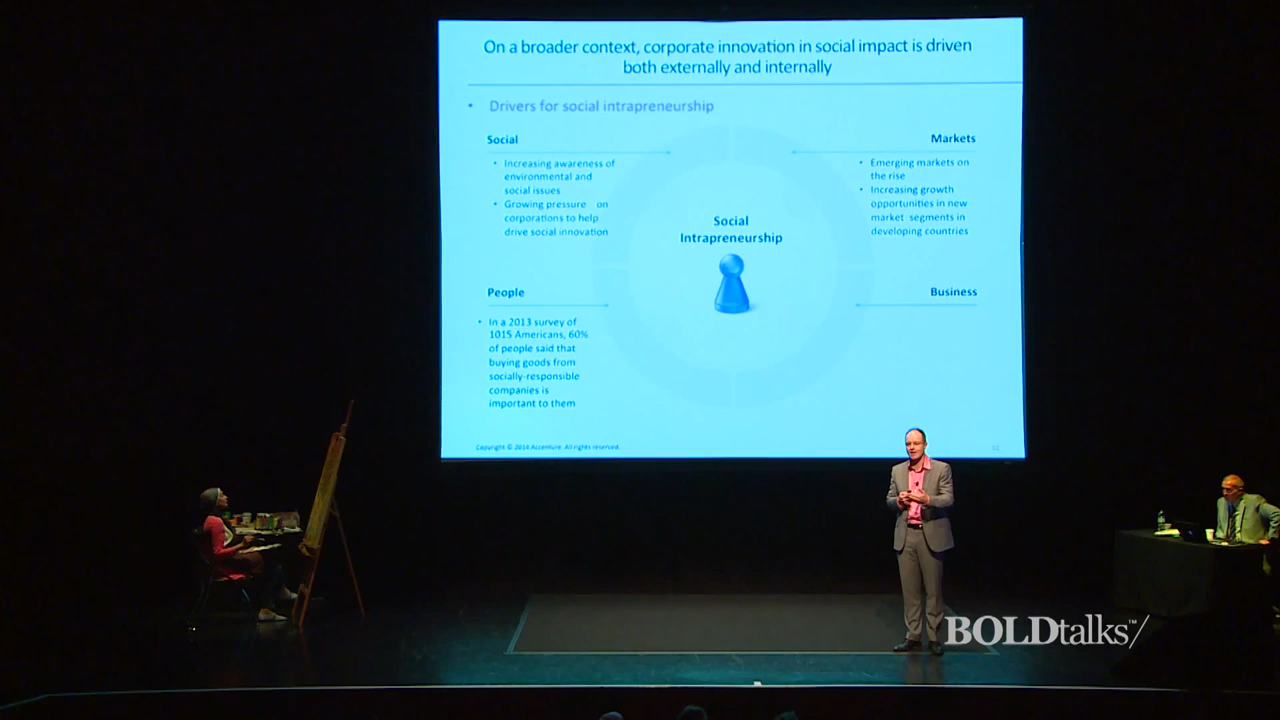 On a broader context, corporate innovation in social impact is driven
both externally and internally
• Drivers for social intrapreneurship
Social
• Increasing awareness of
environmental and
social issues
• Growing pressure on
corporations to help
drive social innovation
Markets
• Emerging markets on
the rise
• Increasing growth
opportunities in new
market segments in
developing countries
Social
Intrapreneurship
People
• In a 2013 survey of
1015 Americans, 60%
of people said that
buying goods from
socially-responsible
companies is
important to them
Business
Copyright © 2014 Accenture. All rights reserved.
BOLDtalks™/